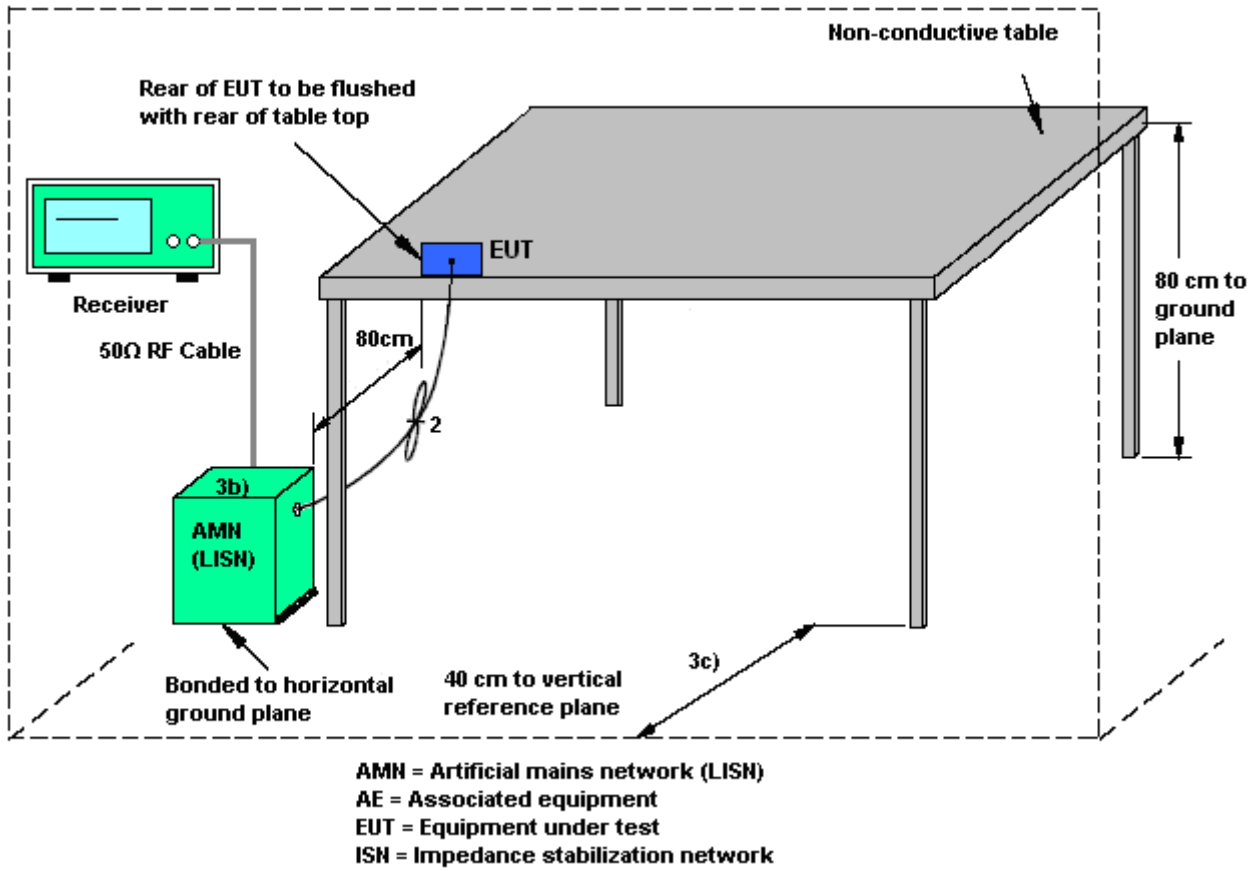 Non-conductive table
Rear of EUT to be flushed
with rear of table top
EUT
Receiver
80 cm to
ground
plane
50Ω RF Cable
80cm
2
3b)
AMN
(LISN)
3c)
Bonded to horizontal
ground plane
40 cm to vertical
reference plane
AMN = Artificial mains network (LISN)
AE = Associated equipment
EUT = Equipment under test
ISN = Impedance stabilization network